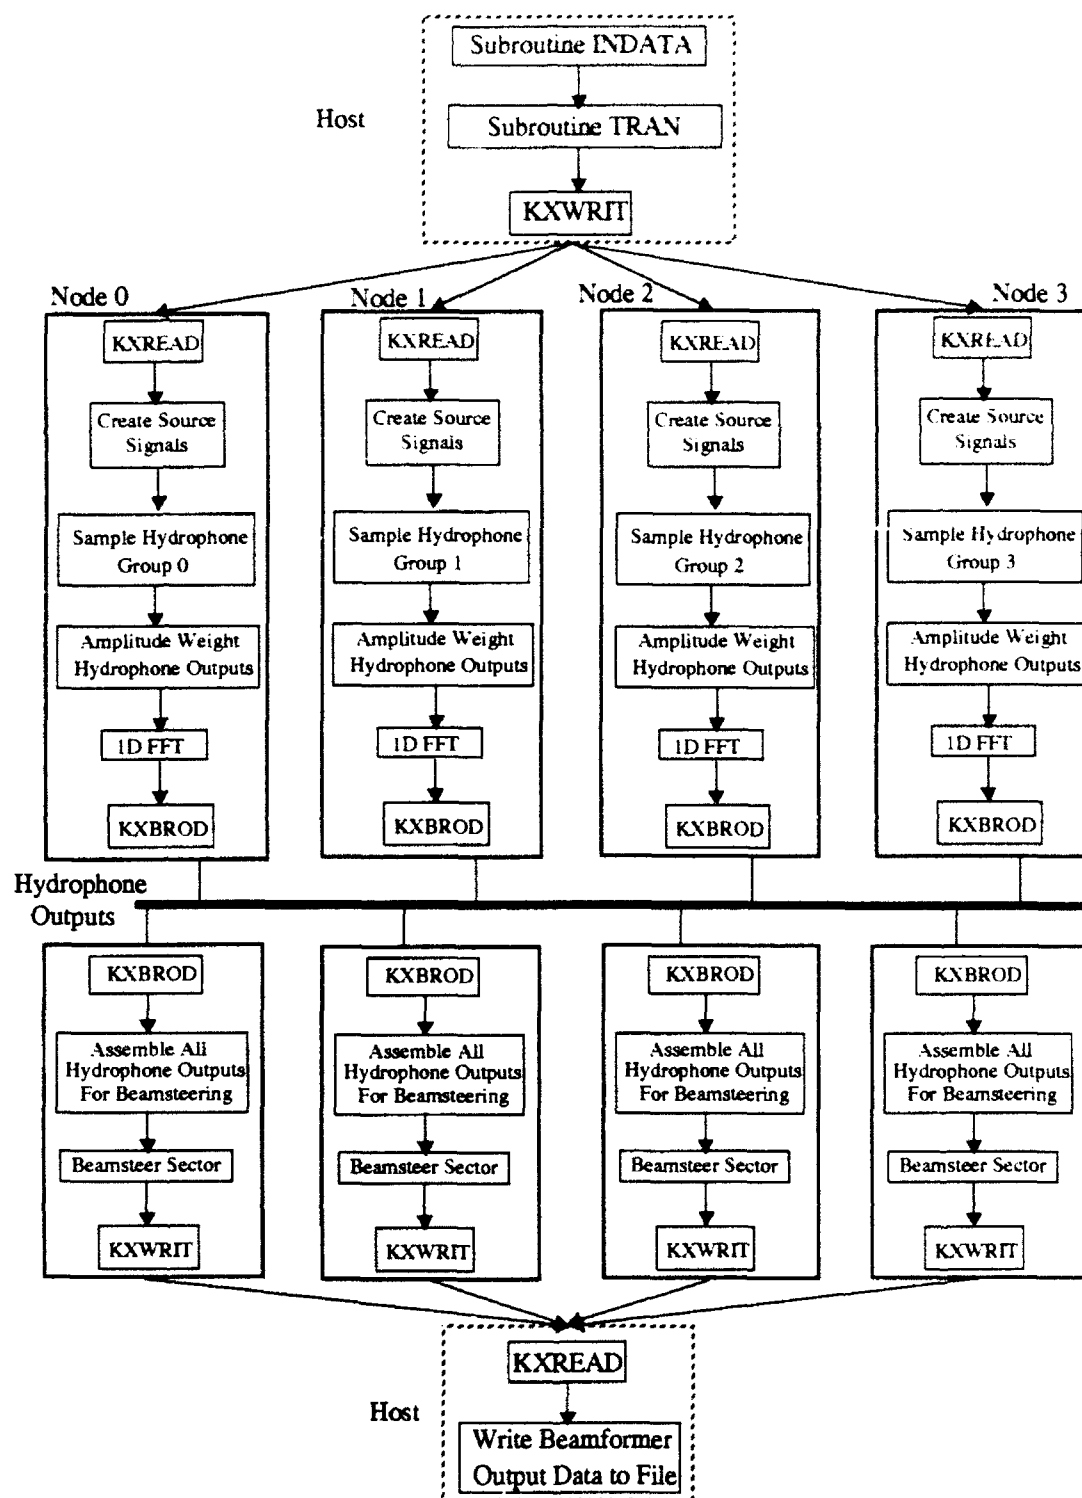 Subroutine INDATA
Host
Subroutine TRAN
KXWRIT
Node 0
Node 1
Node 2
Node 3
KXREAD
KXREAD
KXREAD
KXREAD
Create Source
Signals
Create Source
Signals
Create Source
Signals
Create Source
Signals
Sample Hydrophone
Group 0
Sample Hydrophone
Group 1
Sample Hydrophone
Group 2
Sample Hydrophone
Group 3
Amplitude Weight
Hydrophone Outputs
Amplitude Weight
Hydrophone Outputs
Amplitude Weight
Hydrophone Outputs
Amplitude Weight
Hydrophone Outputs
1D FFT
1D FFT
1D FFT
1D FFT
KXBROD
KXBROD
KXBROD
KXBROD
Hydrophone
Outputs
KXBROD
KXBROD
KXBROD
KXBROD
Assemble All
Hydrophone Outputs
For Beamsteering
Assemble All
Hydrophone Outputs
For Beamsteering
Assemble All
Hydrophone Outputs
For Beamsteering
Assemble All
Hydrophone Outputs
For Beamsteering
Beamsteer Sector
Beamsteer Sector
Beamsteer Sector
Beamsteer Sector
KXWRIT
KXWRIT
KXWRIT
KXWRIT
KXREAD
Host
Write Beamformer
Output Data to File